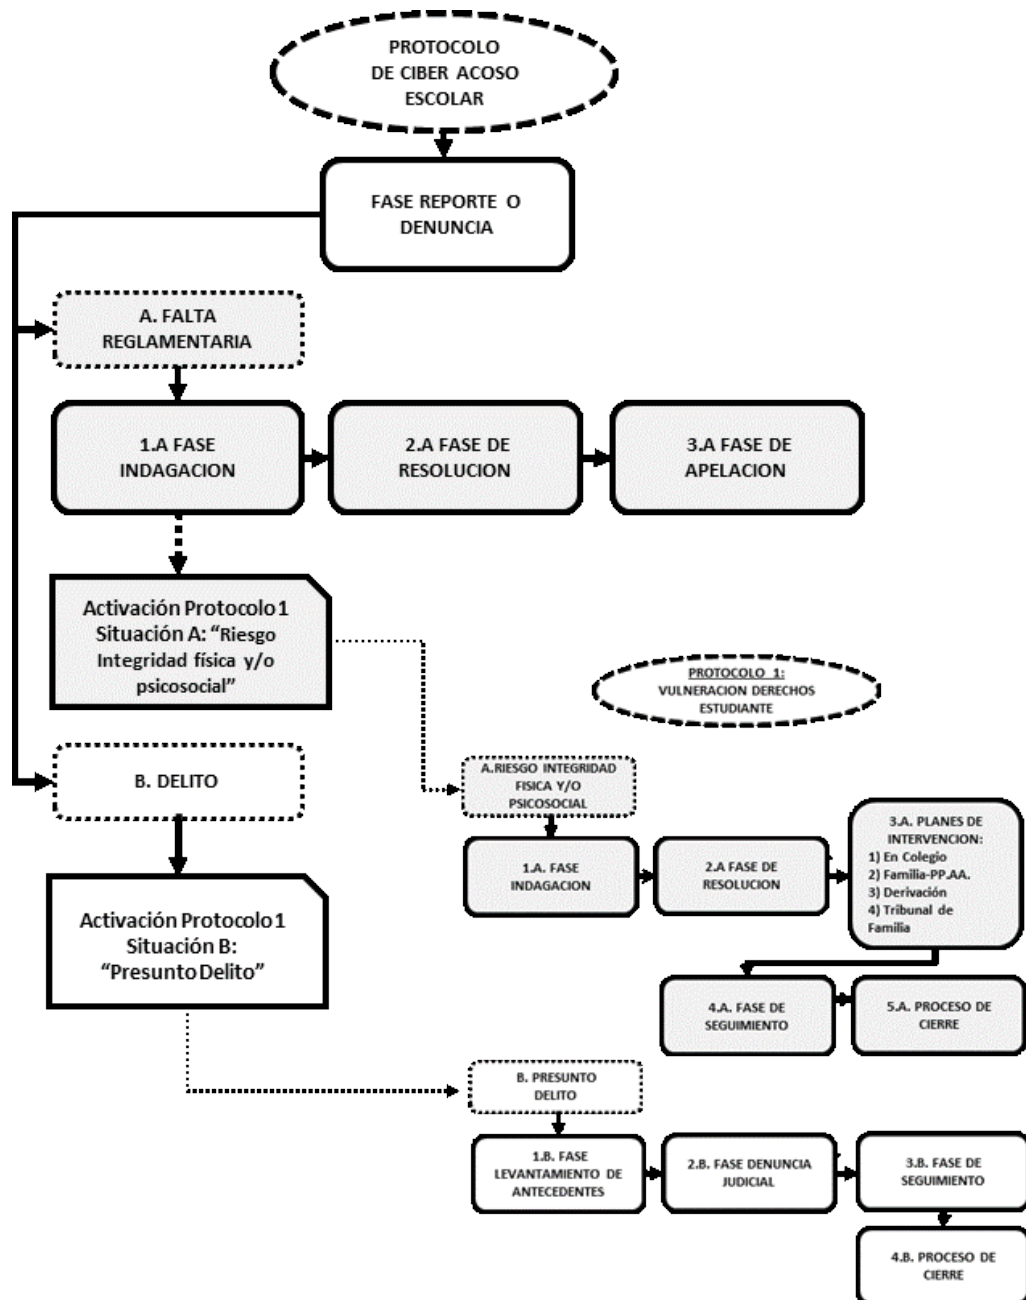 PROTOCOLO
DE CIBER ACOSO
ESCOLAR
FASE REPORTE O
DENUNCIA
A. FALTA
REGLAMENTARIA
1.A FASE
INDAGACION
2.A FASE DE
RESOLUCION
3.A FASE DE
APELACION
Activación Protocolo 1
Situación A: “Riesgo
Integridad física y/o
psicosocial”
B. DELITO
Activación Protocolo 1
Situación B:
“Presunto Delito”
PROTOCOLO 1:
VULNERACION DERECHOS
ESTUDIANTE
A.RIESGO INTEGRIDAD
FISICA Y/O
PSICOSOCIAL
1.A. FASE
INDAGACION
2.A FASE DE
RESOLUCION
3.A. PLANES DE
INTERVENCION:
1) En Colegio
2) Familia-PP.AA.
3) Derivación
4) Tribunal de
Familia
4.A. FASE DE
SEGUIMIENTO
5.A. PROCESO DE
CIERRE
B. PRESUNTO
DELITO
1.B. FASE
LEVANTAMIENTO DE
ANTECEDENTES
2.B. FASE DENUNCIA
JUDICIAL
3.B. FASE DE
SEGUIMIENTO
4.B. PROCESO DE
CIERRE